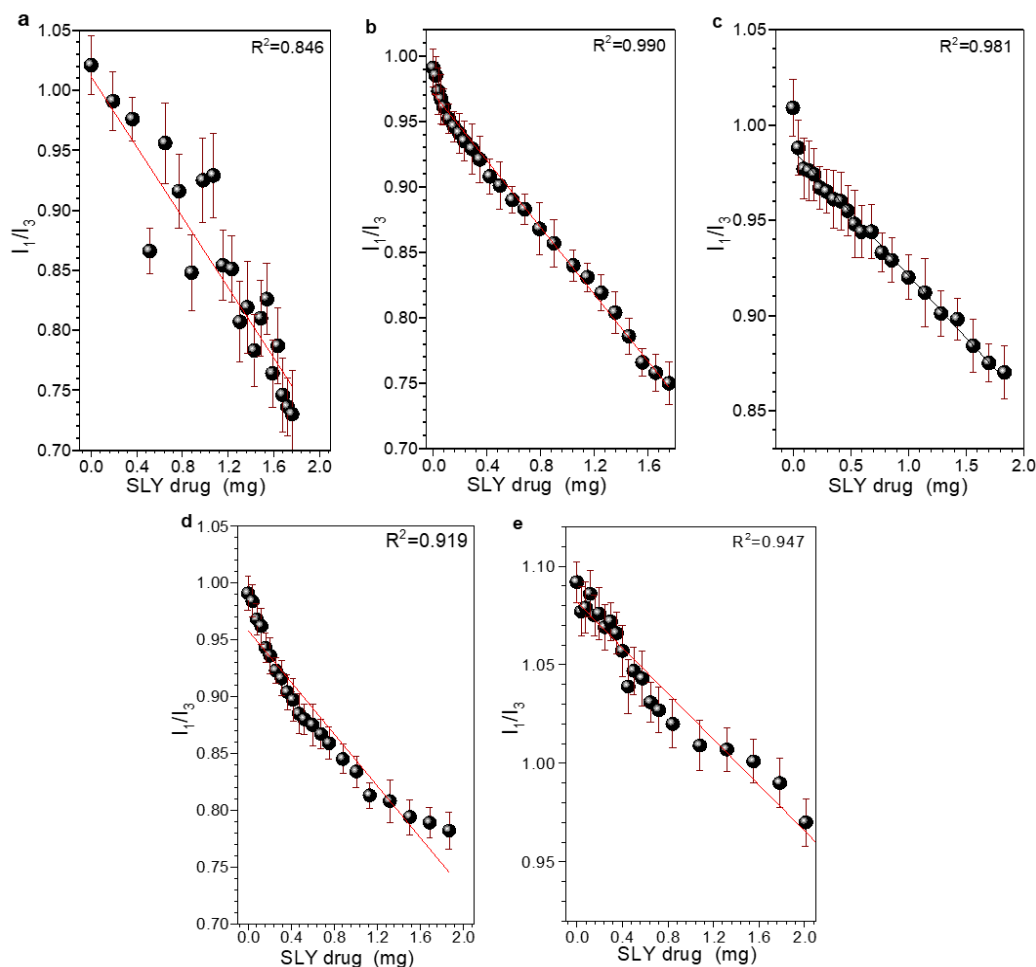 a
R²=0.846
1.05
1.00
0.95
0.90
0.85
0.80
0.75
0.70
I₁/I₃
0.0 0.4 0.8 1.2 1.6 2.0
SLY drug (mg)
b
R²=0.990
1.00
0.95
0.90
0.85
0.80
0.75
0.70
I₁/I₃
0.0 0.4 0.8 1.2 1.6
SLY drug (mg)
c
R²=0.981
1.05
1.00
0.95
0.90
0.85
I₁/I₃
0.0 0.5 1.0 1.5 2.0
SLY drug (mg)
d
R²=0.919
1.05
1.00
0.95
0.90
0.85
0.80
0.75
0.70
I₁/I₃
0.0 0.4 0.8 1.2 1.6 2.0
SLY drug (mg)
e
R²=0.947
1.10
1.05
1.00
0.95
I₁/I₃
0.0 0.4 0.8 1.2 1.6 2.0
SLY drug (mg)